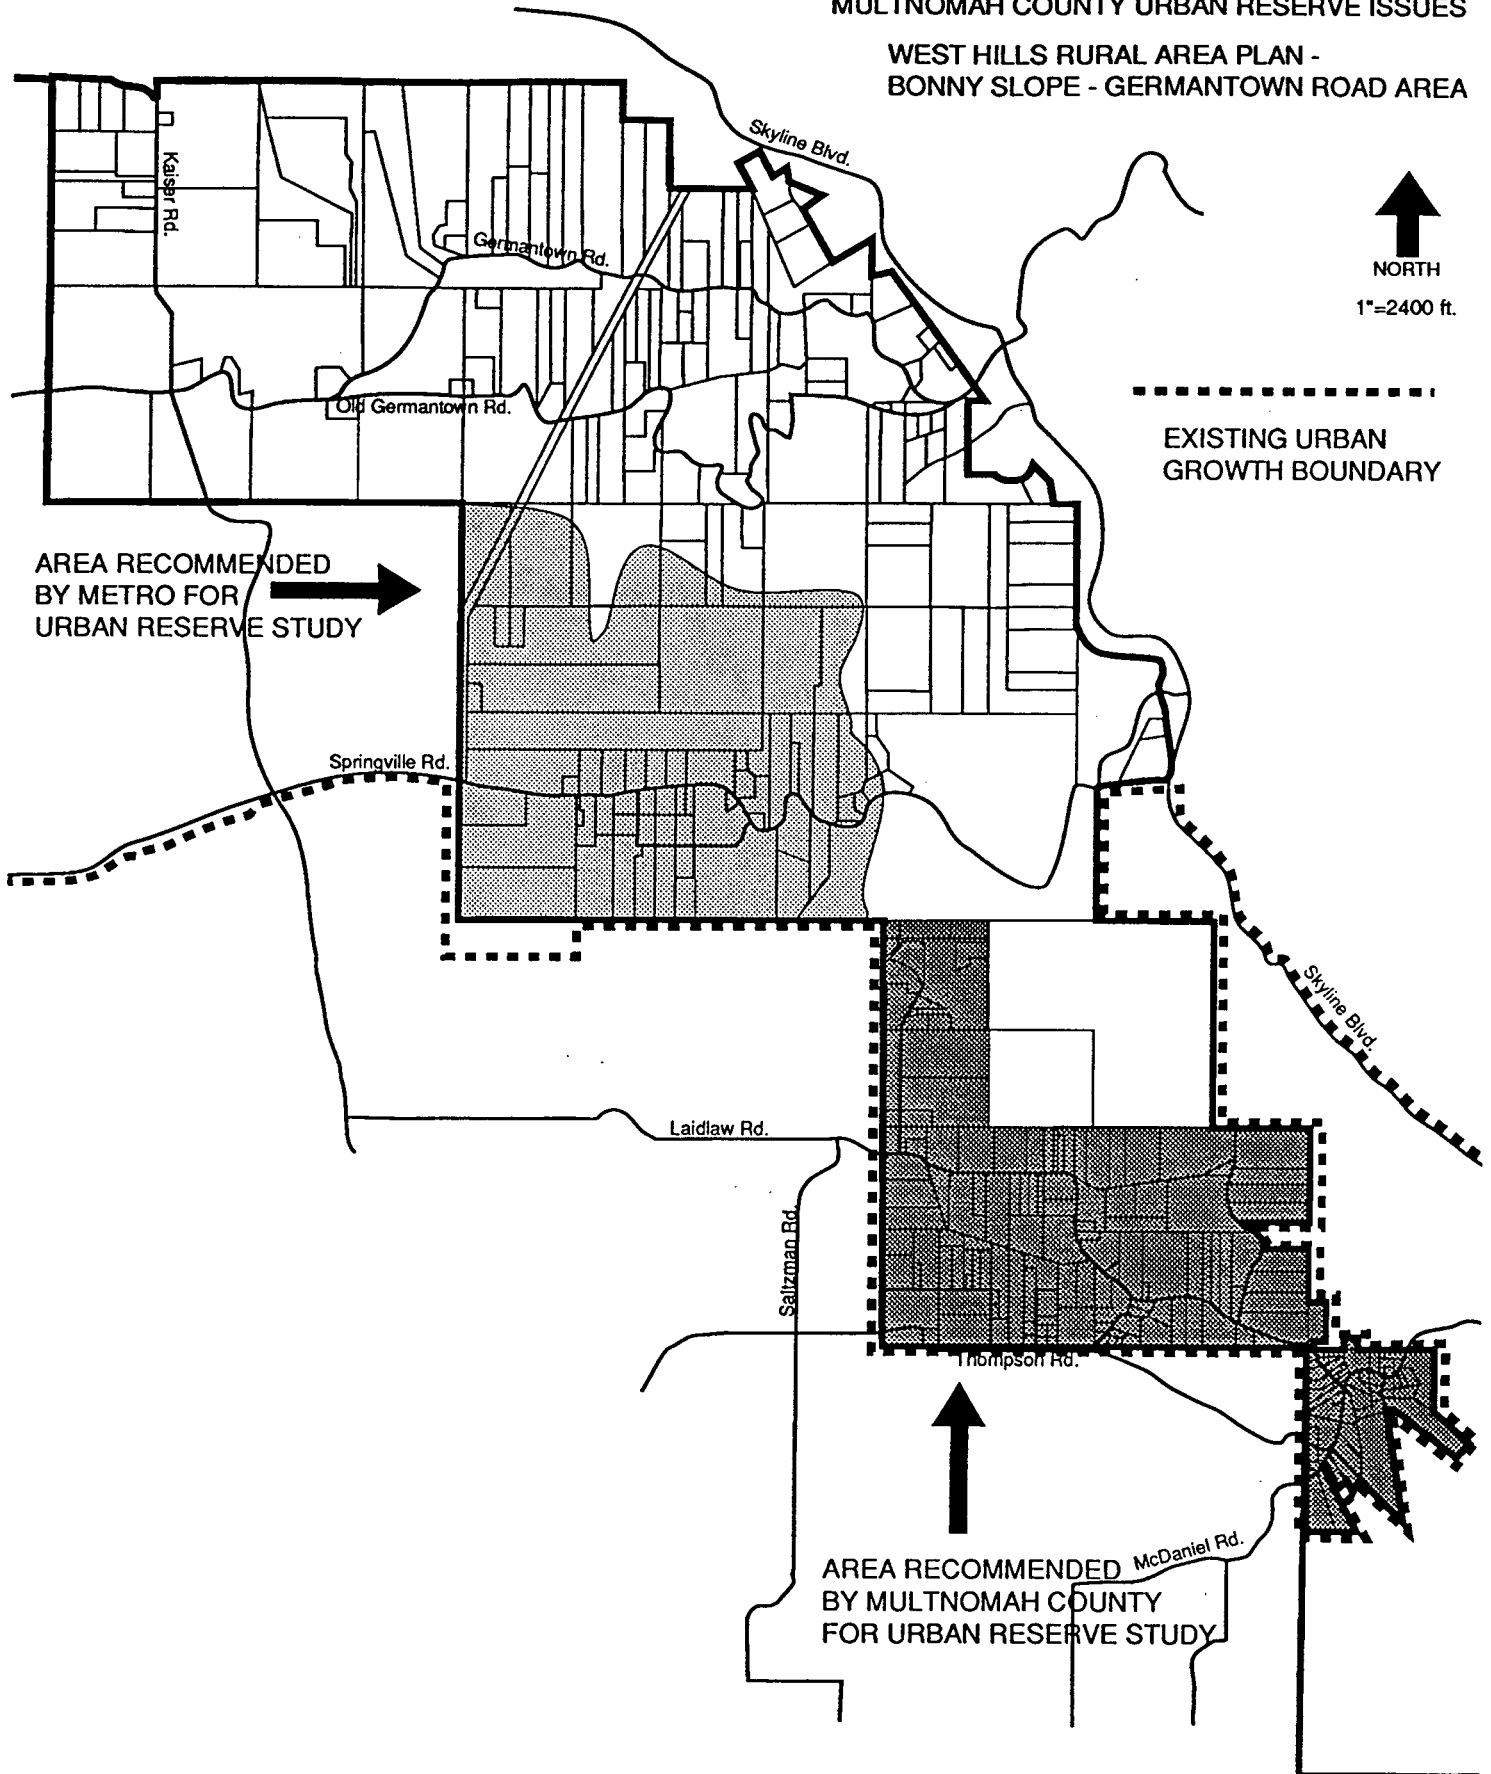 MULTNOMAH COUNTY URBAN RESERVE ISSUES
WEST HILLS RURAL AREA PLAN -
BONNY SLOPE - GERMANTOWN ROAD AREA
Skyline Blvd.
Kaiser Rd.
Germantown Rd.
NORTH
1"=2400 ft.
Old Germantown Rd.
EXISTING URBAN
GROWTH BOUNDARY
AREA RECOMMENDED
BY METRO FOR
URBAN RESERVE STUDY
Springville Rd.
Skyline Blvd.
Laidlaw Rd.
Saltzman Rd.
Thompson Rd.
McDaniel Rd.
AREA RECOMMENDED
BY MULTNOMAH COUNTY
FOR URBAN RESERVE STUDY